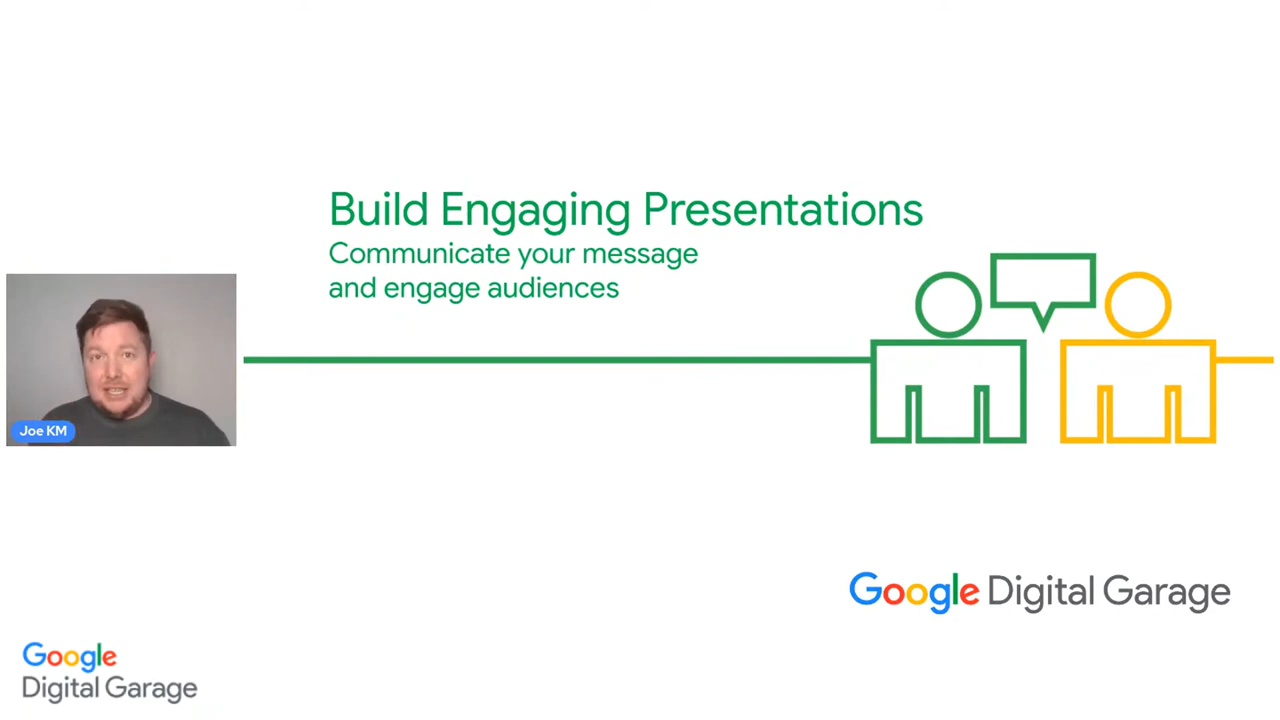 Build Engaging Presentations
Communicate your message
and engage audiences
Joe KM
Google Digital Garage
Google
Digital Garage